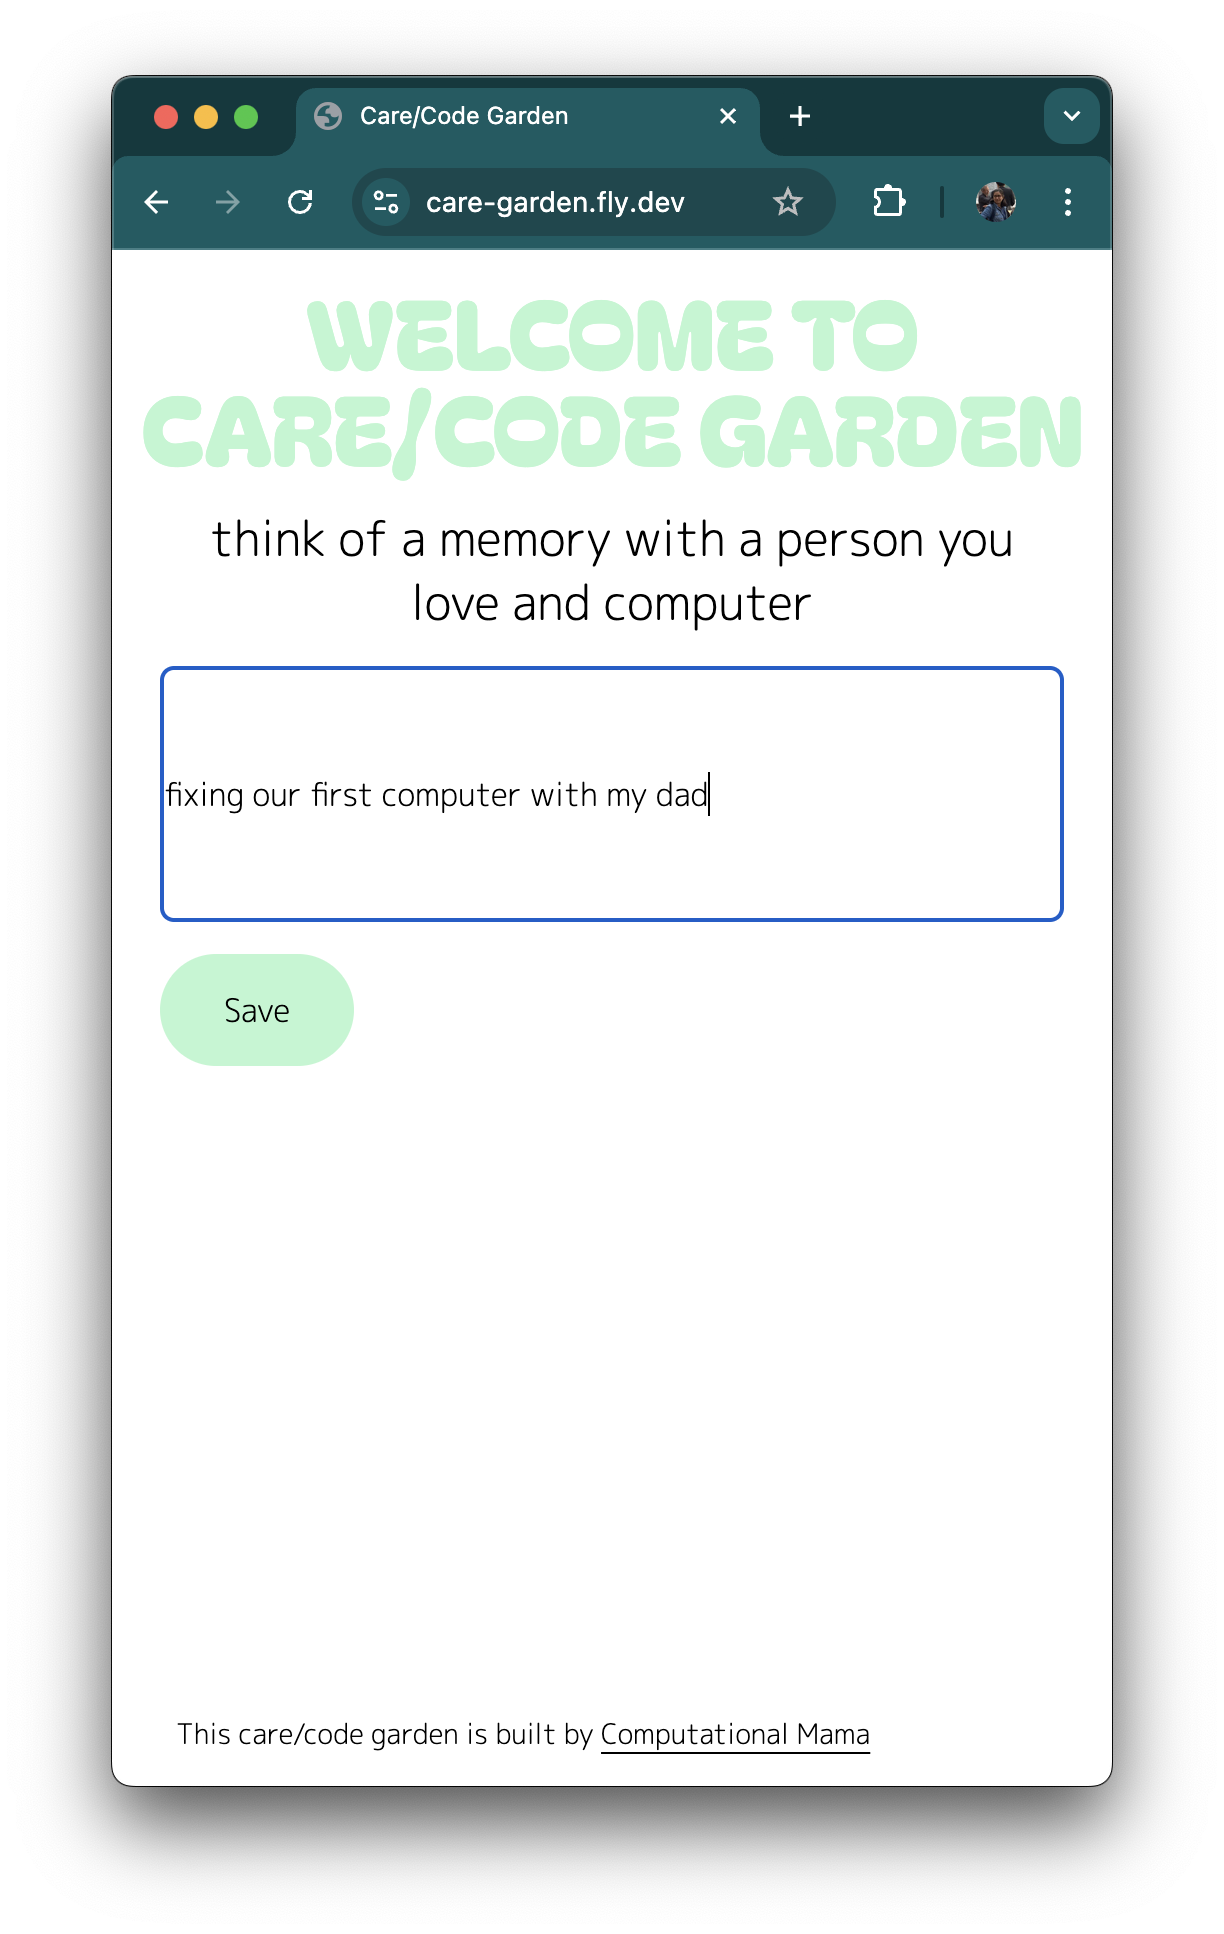 Care/Code Garden
care-garden.fly.dev
WELCOME TO
CARE/CODE GARDEN
think of a memory with a person you
love and computer
fixing our first computer with my dad
Save
This care/code garden is built by Computational Mama